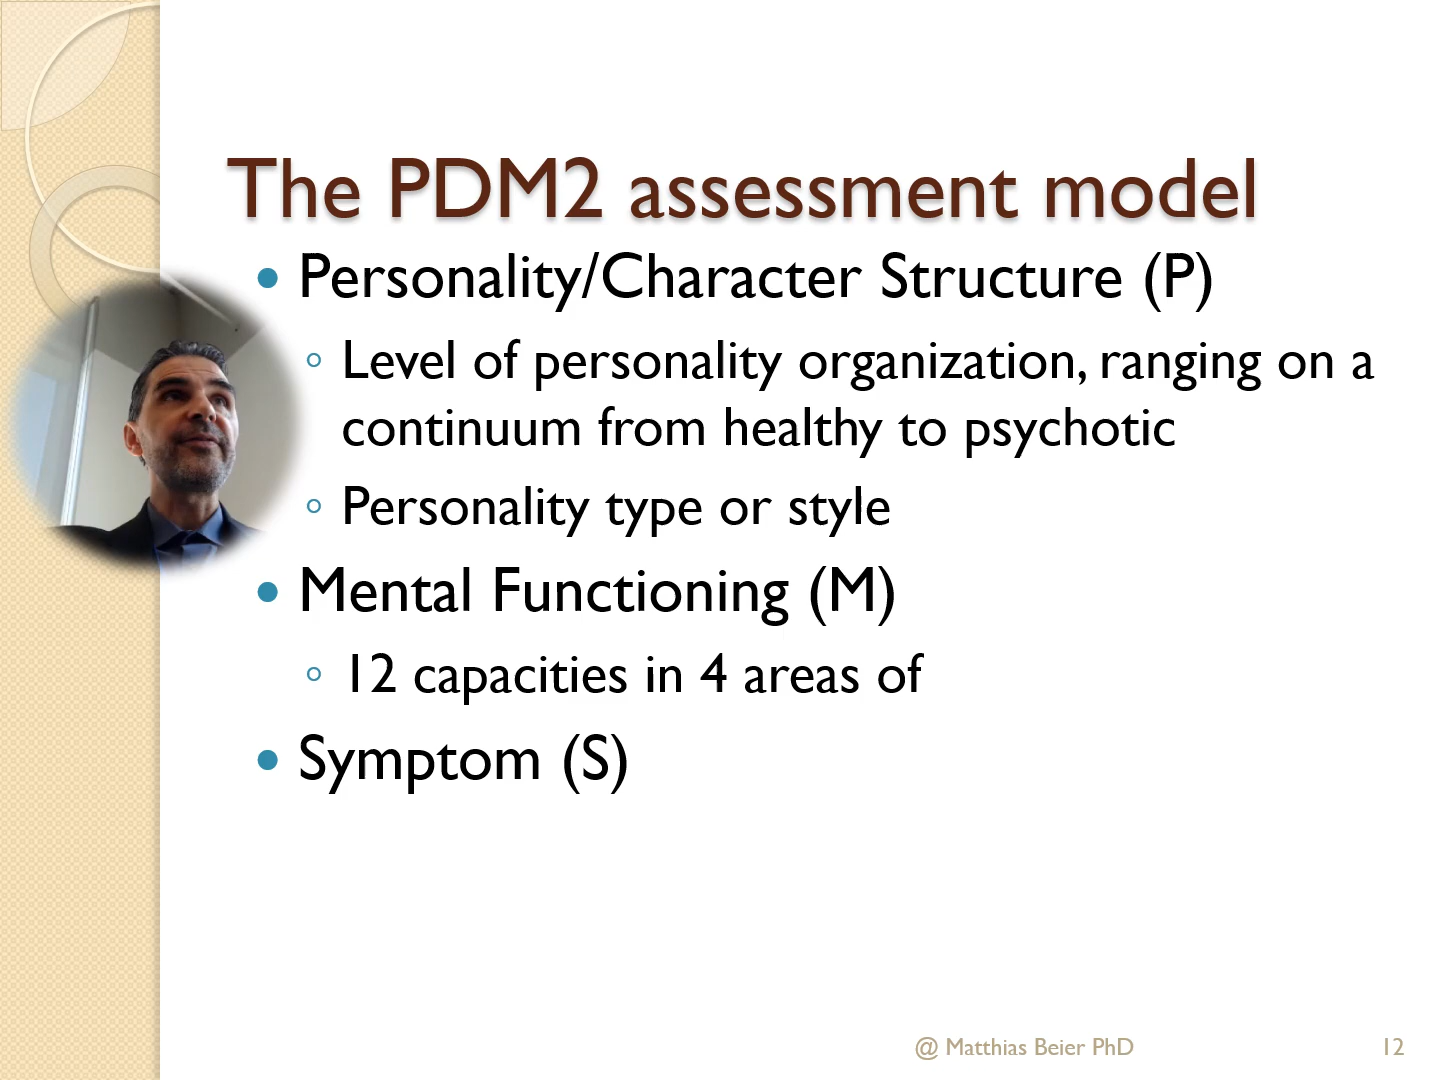 The PDM2 assessment model
• Personality/Character Structure (P)
◦ Level of personality organization, ranging on a
continuum from healthy to psychotic
◦ Personality type or style
• Mental Functioning (M)
◦ 12 capacities in 4 areas of
• Symptom (S)
@ Matthias Beier PhD 12